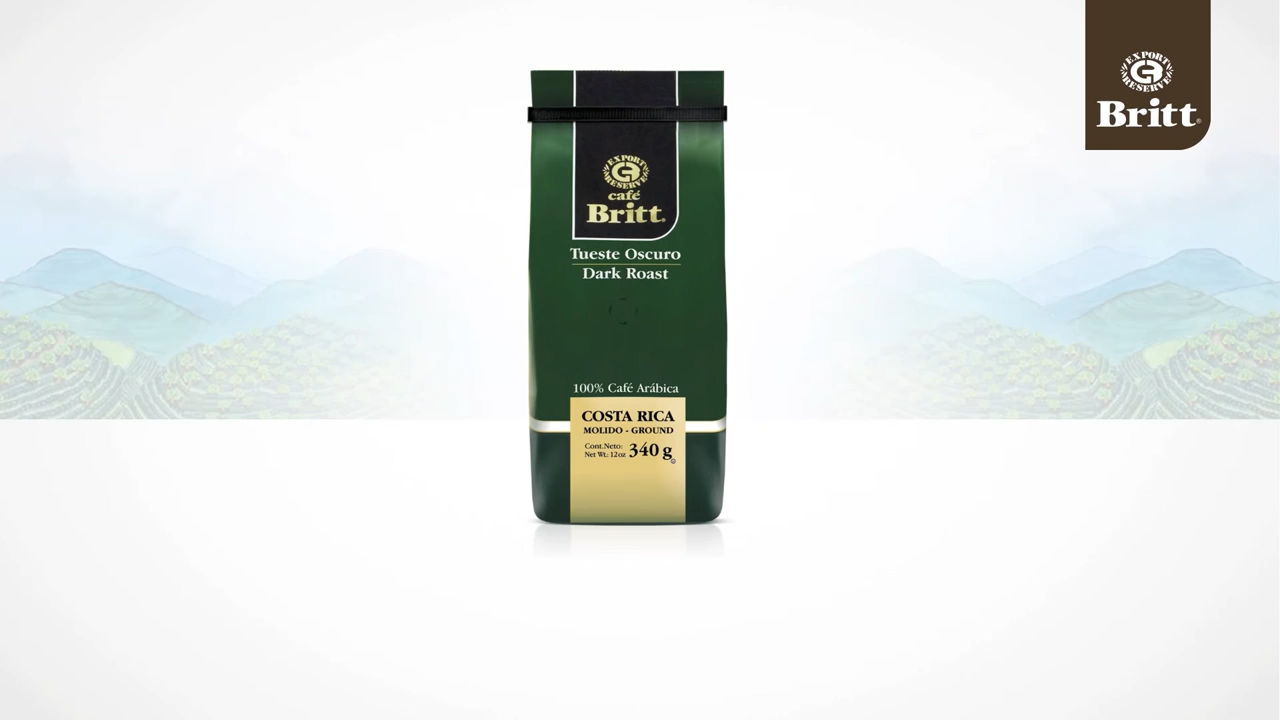 EXPORT
RESERVE
Britt
EXPORT
RESERVE
café
Britt®
Tueste Oscuro
Dark Roast
100% Café Arábica
COSTA RICA
MOLIDO - GROUND
Cont.Neto:
Net Wt.: 12oz 340 g